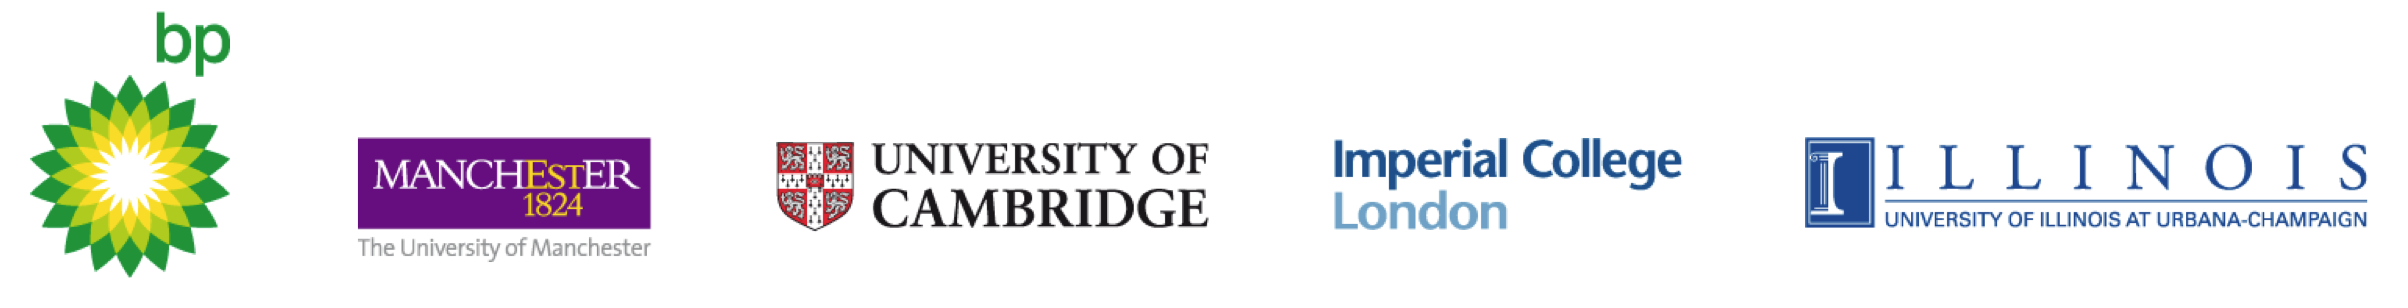 bp
MANCHESTER
1824
The University of Manchester
UNIVERSITY OF
CAMBRIDGE
Imperial College
London
I
ILLINOIS
UNIVERSITY OF ILLINOIS AT URBANA-CHAMPAIGN